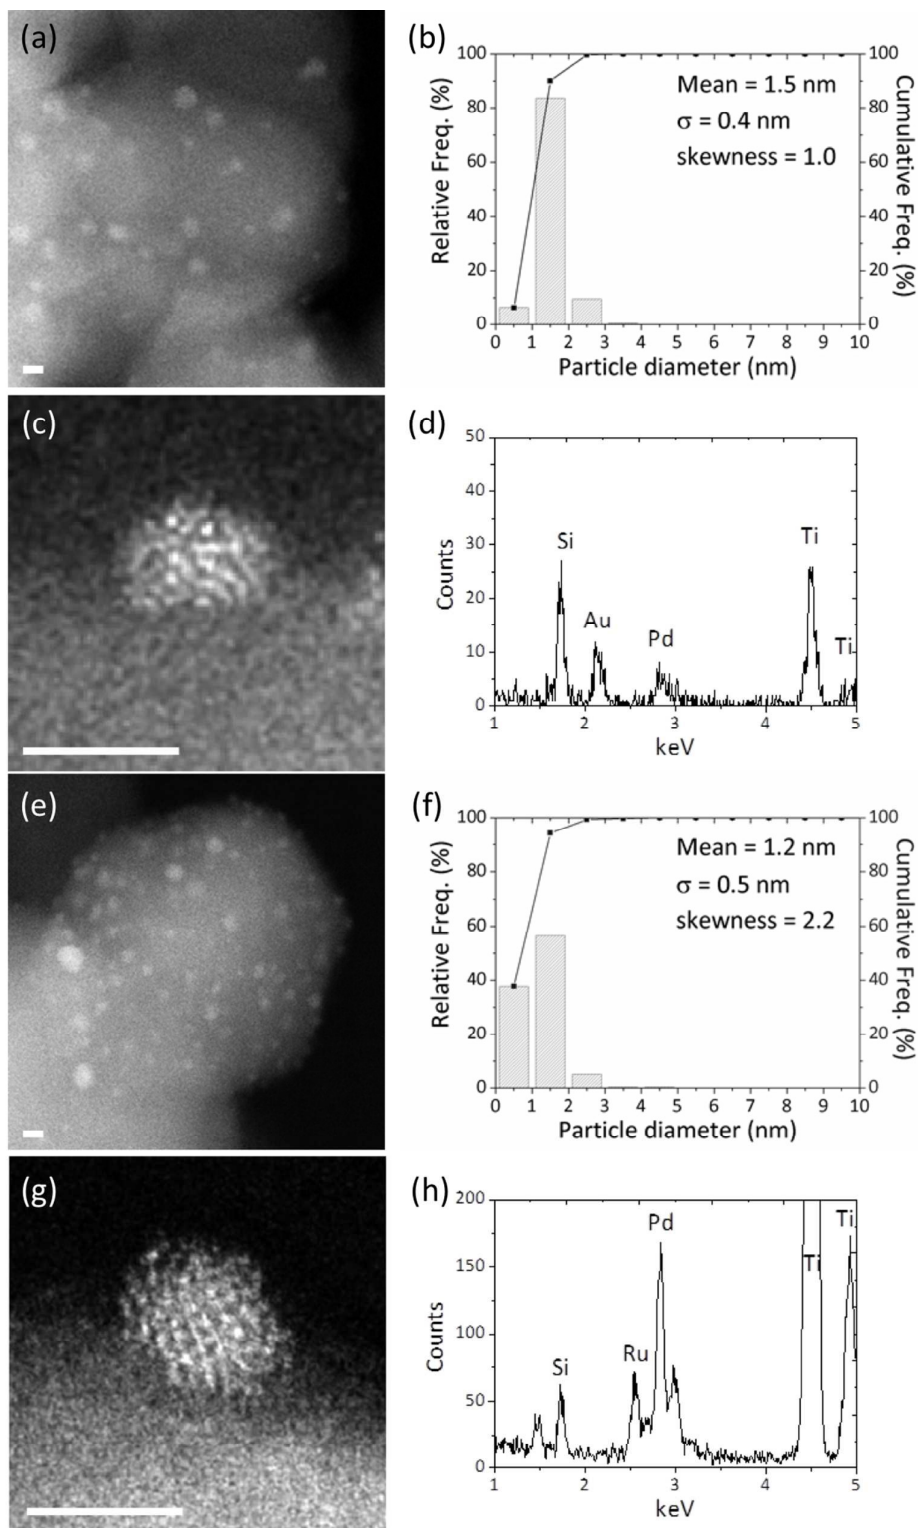 (a)
(b)
100
80
60
40
20
0
Relative Freq. (%)
Mean = 1.5 nm
σ = 0.4 nm
skewness = 1.0
100
80
60
40
20
0
Cumulative Freq. (%)
0 1 2 3 4 5 6 7 8 9 10
Particle diameter (nm)
(c)
(d)
50
40
30
20
10
0
Counts
Si
Au
Pd
Ti
Ti
1 2 3 4 5
keV
(e)
(f)
100
80
60
40
20
0
Relative Freq. (%)
Mean = 1.2 nm
σ = 0.5 nm
skewness = 2.2
100
80
60
40
20
0
Cumulative Freq. (%)
0 1 2 3 4 5 6 7 8 9 10
Particle diameter (nm)
(g)
(h)
200
150
100
50
0
Counts
Si
Ru
Pd
Ti
Ti
1 2 3 4 5
keV